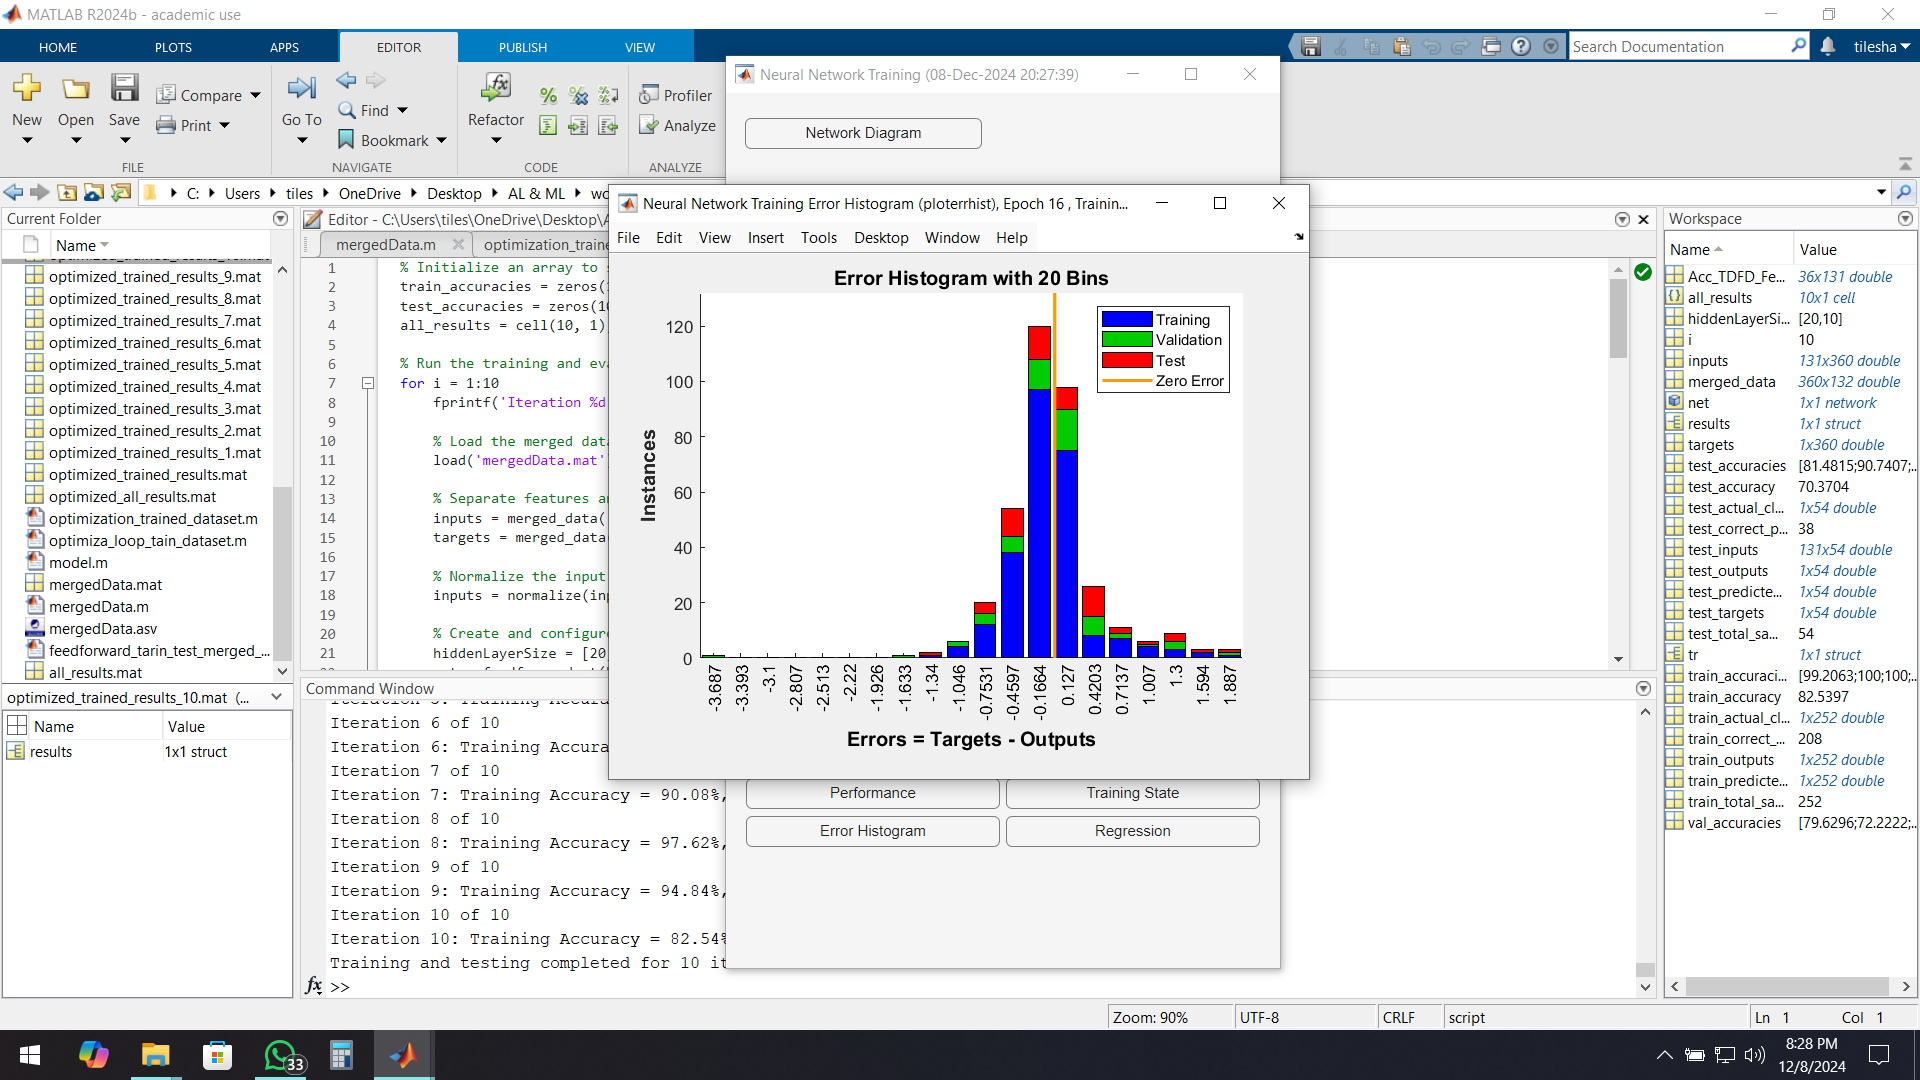 MATLAB R2024b - academic use
HOME PLOTS APPS EDITOR PUBLISH VIEW
Search Documentation
tilesha
New Open Save
Compare
Print
FILE
Go To
Find
Bookmark
NAVIGATE
Refactor
CODE
Profiler
Analyze
ANALYZE
C: Users tiles OneDrive Desktop AL & ML
Current Folder
Name
optimized_trained_results_9.mat
optimized_trained_results_8.mat
optimized_trained_results_7.mat
optimized_trained_results_6.mat
optimized_trained_results_5.mat
optimized_trained_results_4.mat
optimized_trained_results_3.mat
optimized_trained_results_2.mat
optimized_trained_results_1.mat
optimized_trained_results.mat
optimized_all_results.mat
optimization_trained_dataset.m
optimiza_loop_tain_dataset.m
model.m
mergedData.mat
mergedData.m
mergedData.asv
feedforward_tarin_test_merged_...
all_results.mat
optimized_trained_results_10.mat (...
Name Value
results 1x1 struct
Editor - C:\Users\tiles\OneDrive\Desktop\
mergedData.m optimization_traine
1 % Initialize an array to s
2 train_accuracies = zeros(
3 test_accuracies = zeros(10
4 all_results = cell(10, 1)
5
6 % Run the training and eva
7 for i = 1:10
8 fprintf('Iteration %d
9
10 % Load the merged data
11 load('mergedData.mat'
12
13 % Separate features an
14 inputs = merged_data(
15 targets = merged_data(
16
17 % Normalize the input
18 inputs = normalize(inp
19
20 % Create and configure
21 hiddenLayerSize = [20
Command Window
Iteration 6 of 10
Iteration 6: Training Accura
Iteration 7 of 10
Iteration 7: Training Accuracy = 90.08%,
Iteration 8 of 10
Iteration 8: Training Accuracy = 97.62%,
Iteration 9 of 10
Iteration 9: Training Accuracy = 94.84%,
Iteration 10 of 10
Iteration 10: Training Accuracy = 82.54%
Training and testing completed for 10 it
fx >>
Neural Network Training (08-Dec-2024 20:27:39)
Network Diagram
Neural Network Training Error Histogram (ploterrhist), Epoch 16 , Trainin...
File Edit View Insert Tools Desktop Window Help
Error Histogram with 20 Bins
Training
Validation
Test
Zero Error
Instances
120
100
80
60
40
20
0
-3.687 -3.393 -3.1 -2.807 -2.513 -2.22 -1.926 -1.633 -1.34 -1.046 -0.7531 -0.4597 -0.1664 0.127 0.4203 0.7137 1.007 1.3 1.594 1.887
Errors = Targets - Outputs
Performance Training State
Error Histogram Regression
Workspace
Name Value
Acc_TDFD_Fe... 36x131 double
all_results 10x1 cell
hiddenLayerSi... [20,10]
i 10
inputs 131x360 double
merged_data 360x132 double
net 1x1 network
results 1x1 struct
targets 1x360 double
test_accuracies [81.4815;90.7407;...
test_accuracy 70.3704
test_actual_cl... 1x54 double
test_correct_p... 38
test_inputs 131x54 double
test_outputs 1x54 double
test_predicte... 1x54 double
test_targets 1x54 double
test_total_sa... 54
tr 1x1 struct
train_accuraci... [99.2063;100;100;...
train_accuracy 82.5397
train_actual_cl... 1x252 double
train_correct_... 208
train_outputs 1x252 double
train_predicte... 1x252 double
train_total_sa... 252
val_accuracies [79.6296;72.2222;...
Zoom: 90% UTF-8 CRLF script Ln 1 Col 1
33
8:28 PM
12/8/2024